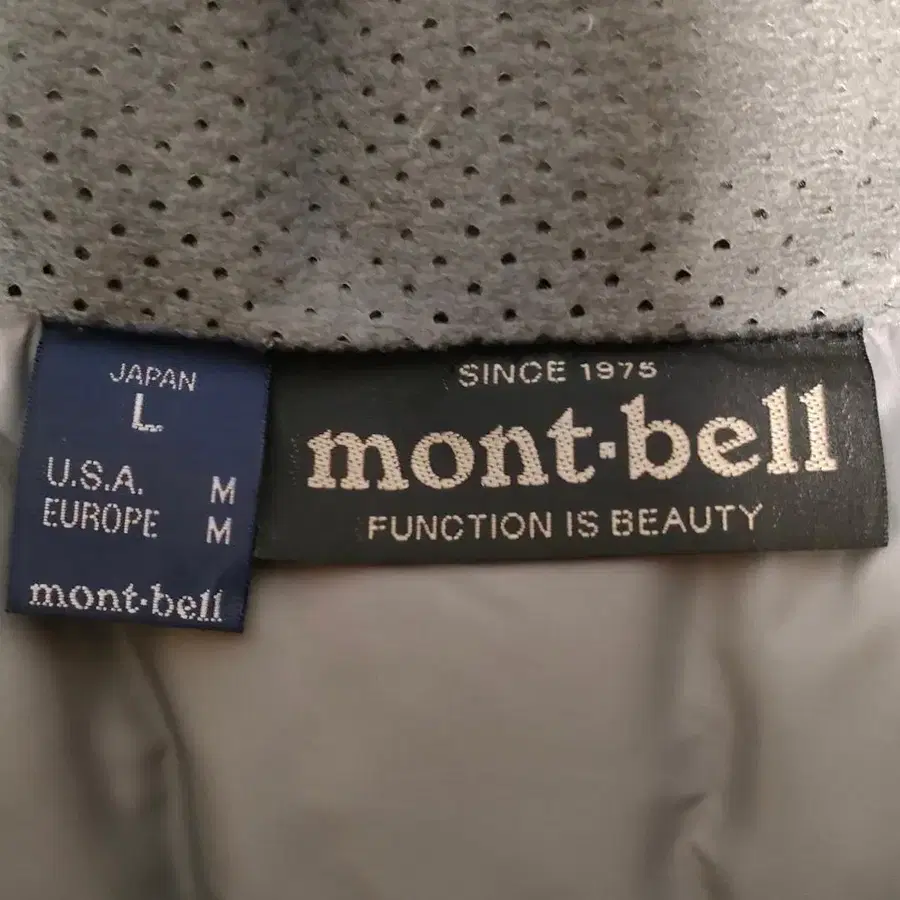 JAPAN
L
U.S.A. M
EUROPE M
mont-bell
SINCE 1975
mont-bell
FUNCTION IS BEAUTY